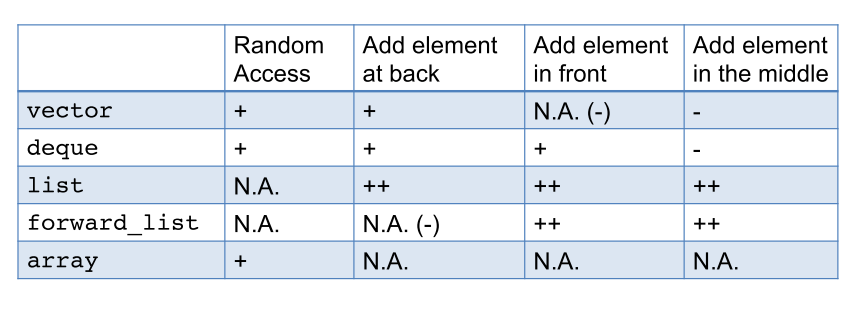 Random Access | Add element at back | Add element in front | Add element in the middle
vector | + | + | N.A. (-) | -
deque | + | + | + | -
list | N.A. | ++ | ++ | ++
forward_list | N.A. | N.A. (-) | ++ | ++
array | + | N.A. | N.A. | N.A.